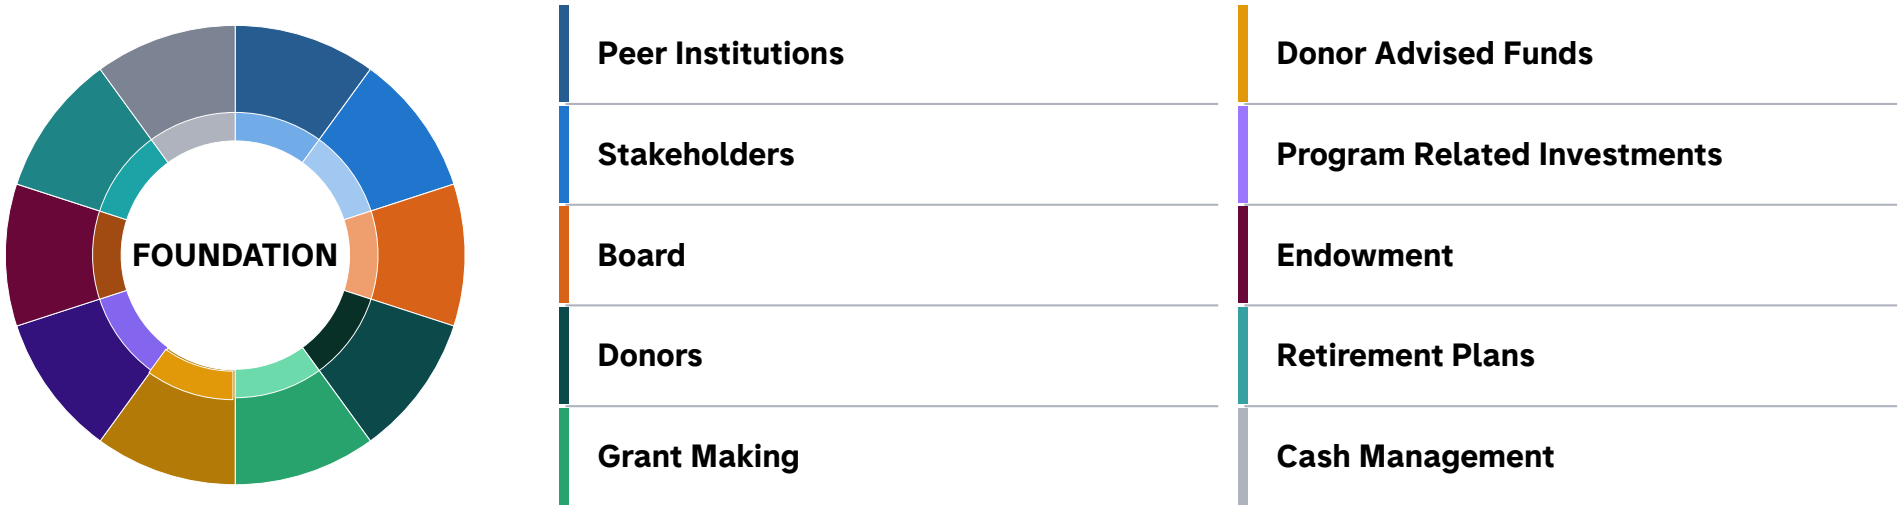 FOUNDATION
Peer Institutions
Stakeholders
Board
Donors
Grant Making
Donor Advised Funds
Program Related Investments
Endowment
Retirement Plans
Cash Management